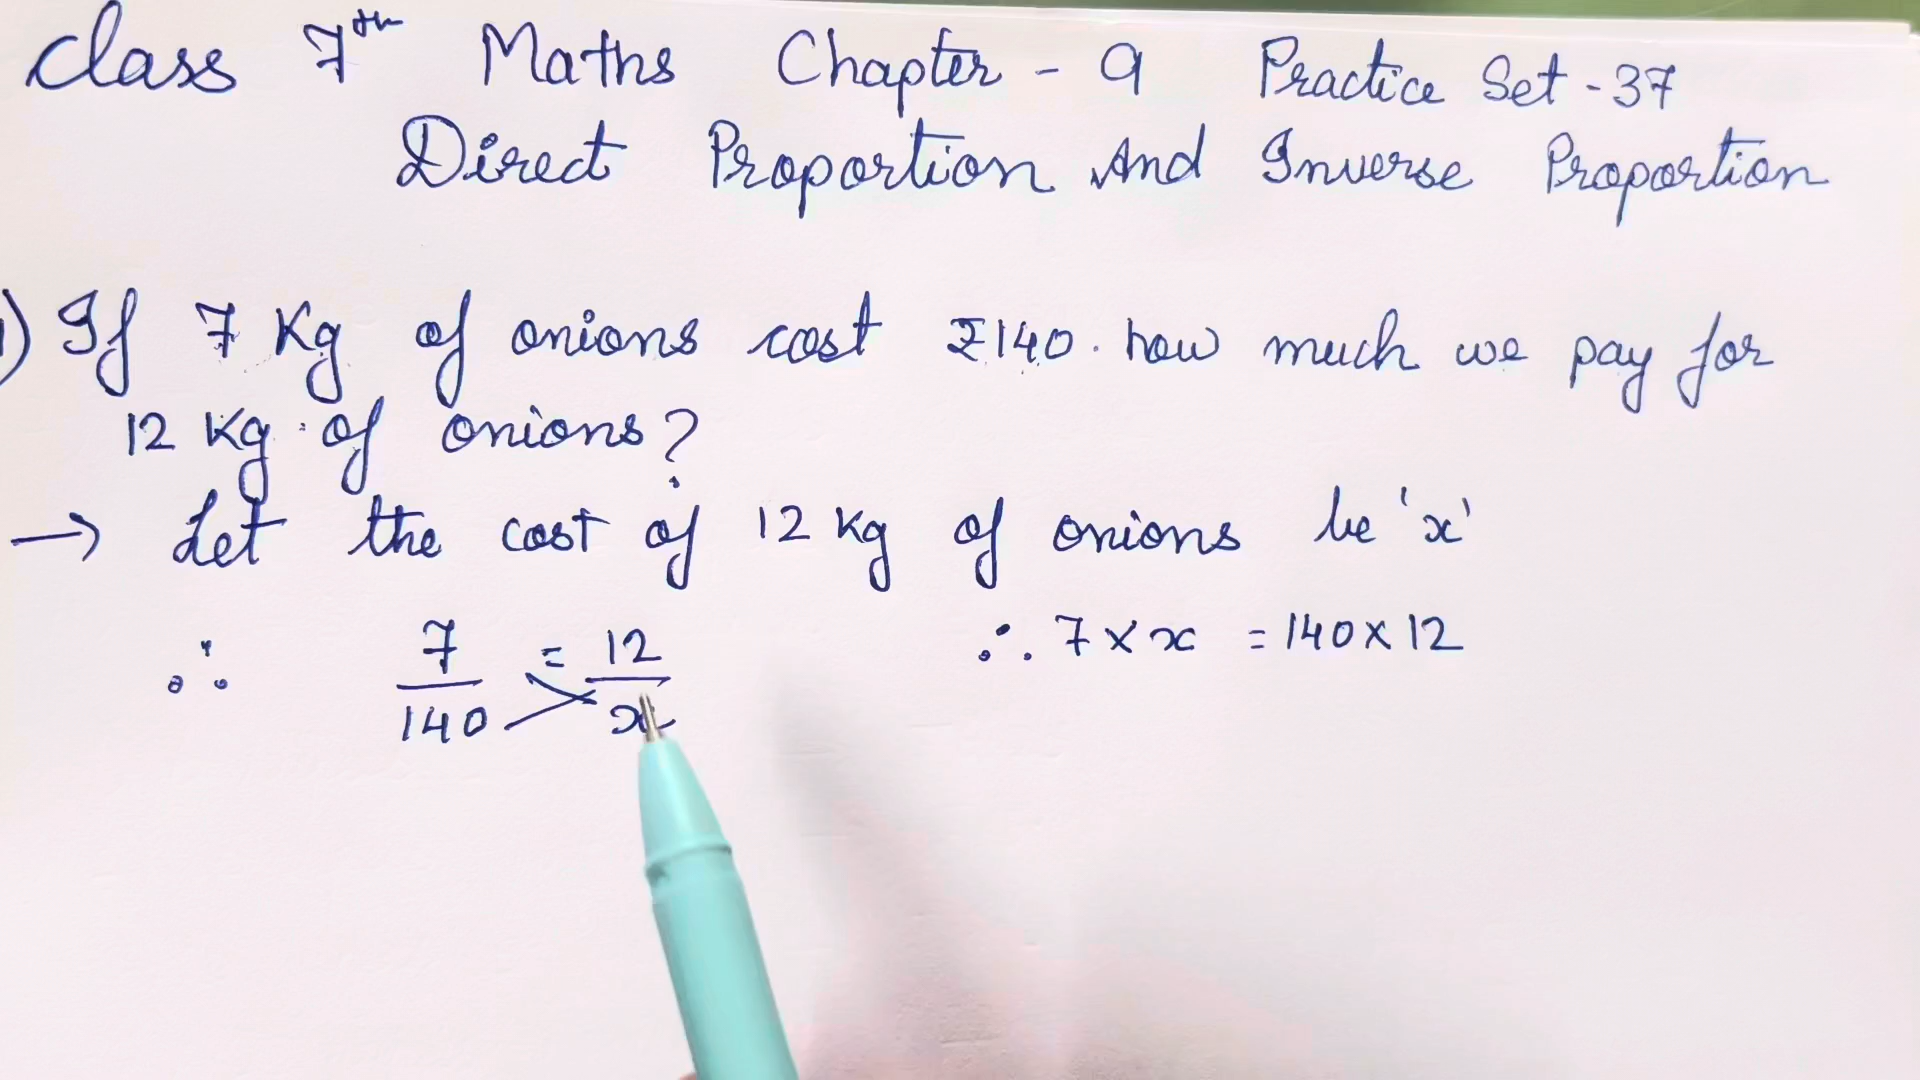 Class 7th Maths Chapter - 9 Practice Set - 37
Direct Proportion And Inverse Proportion
1) If 7 Kg of onions cost ₹140. how much we pay for
12 Kg. of onions?
→ Let the cost of 12 kg of onions be 'x'
∴ 7/140 = 12/x ∴ 7 × x = 140 × 12